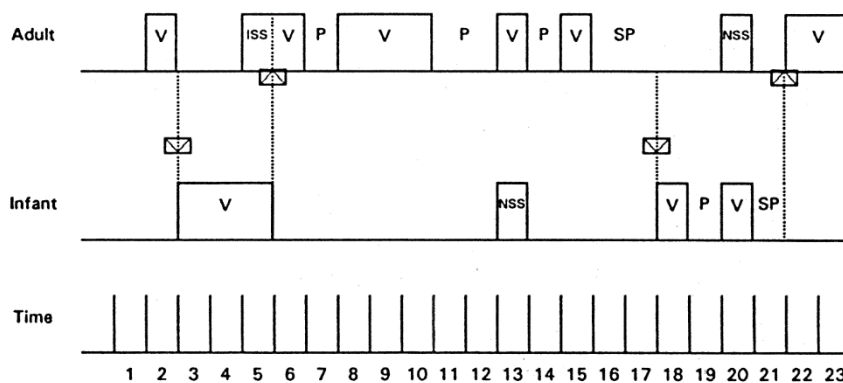 Adult V ISS V P V P V P V SP NSS V
Infant V NSS V P V SP
Time
1 2 3 4 5 6 7 8 9 10 11 12 13 14 15 16 17 18 19 20 21 22 23